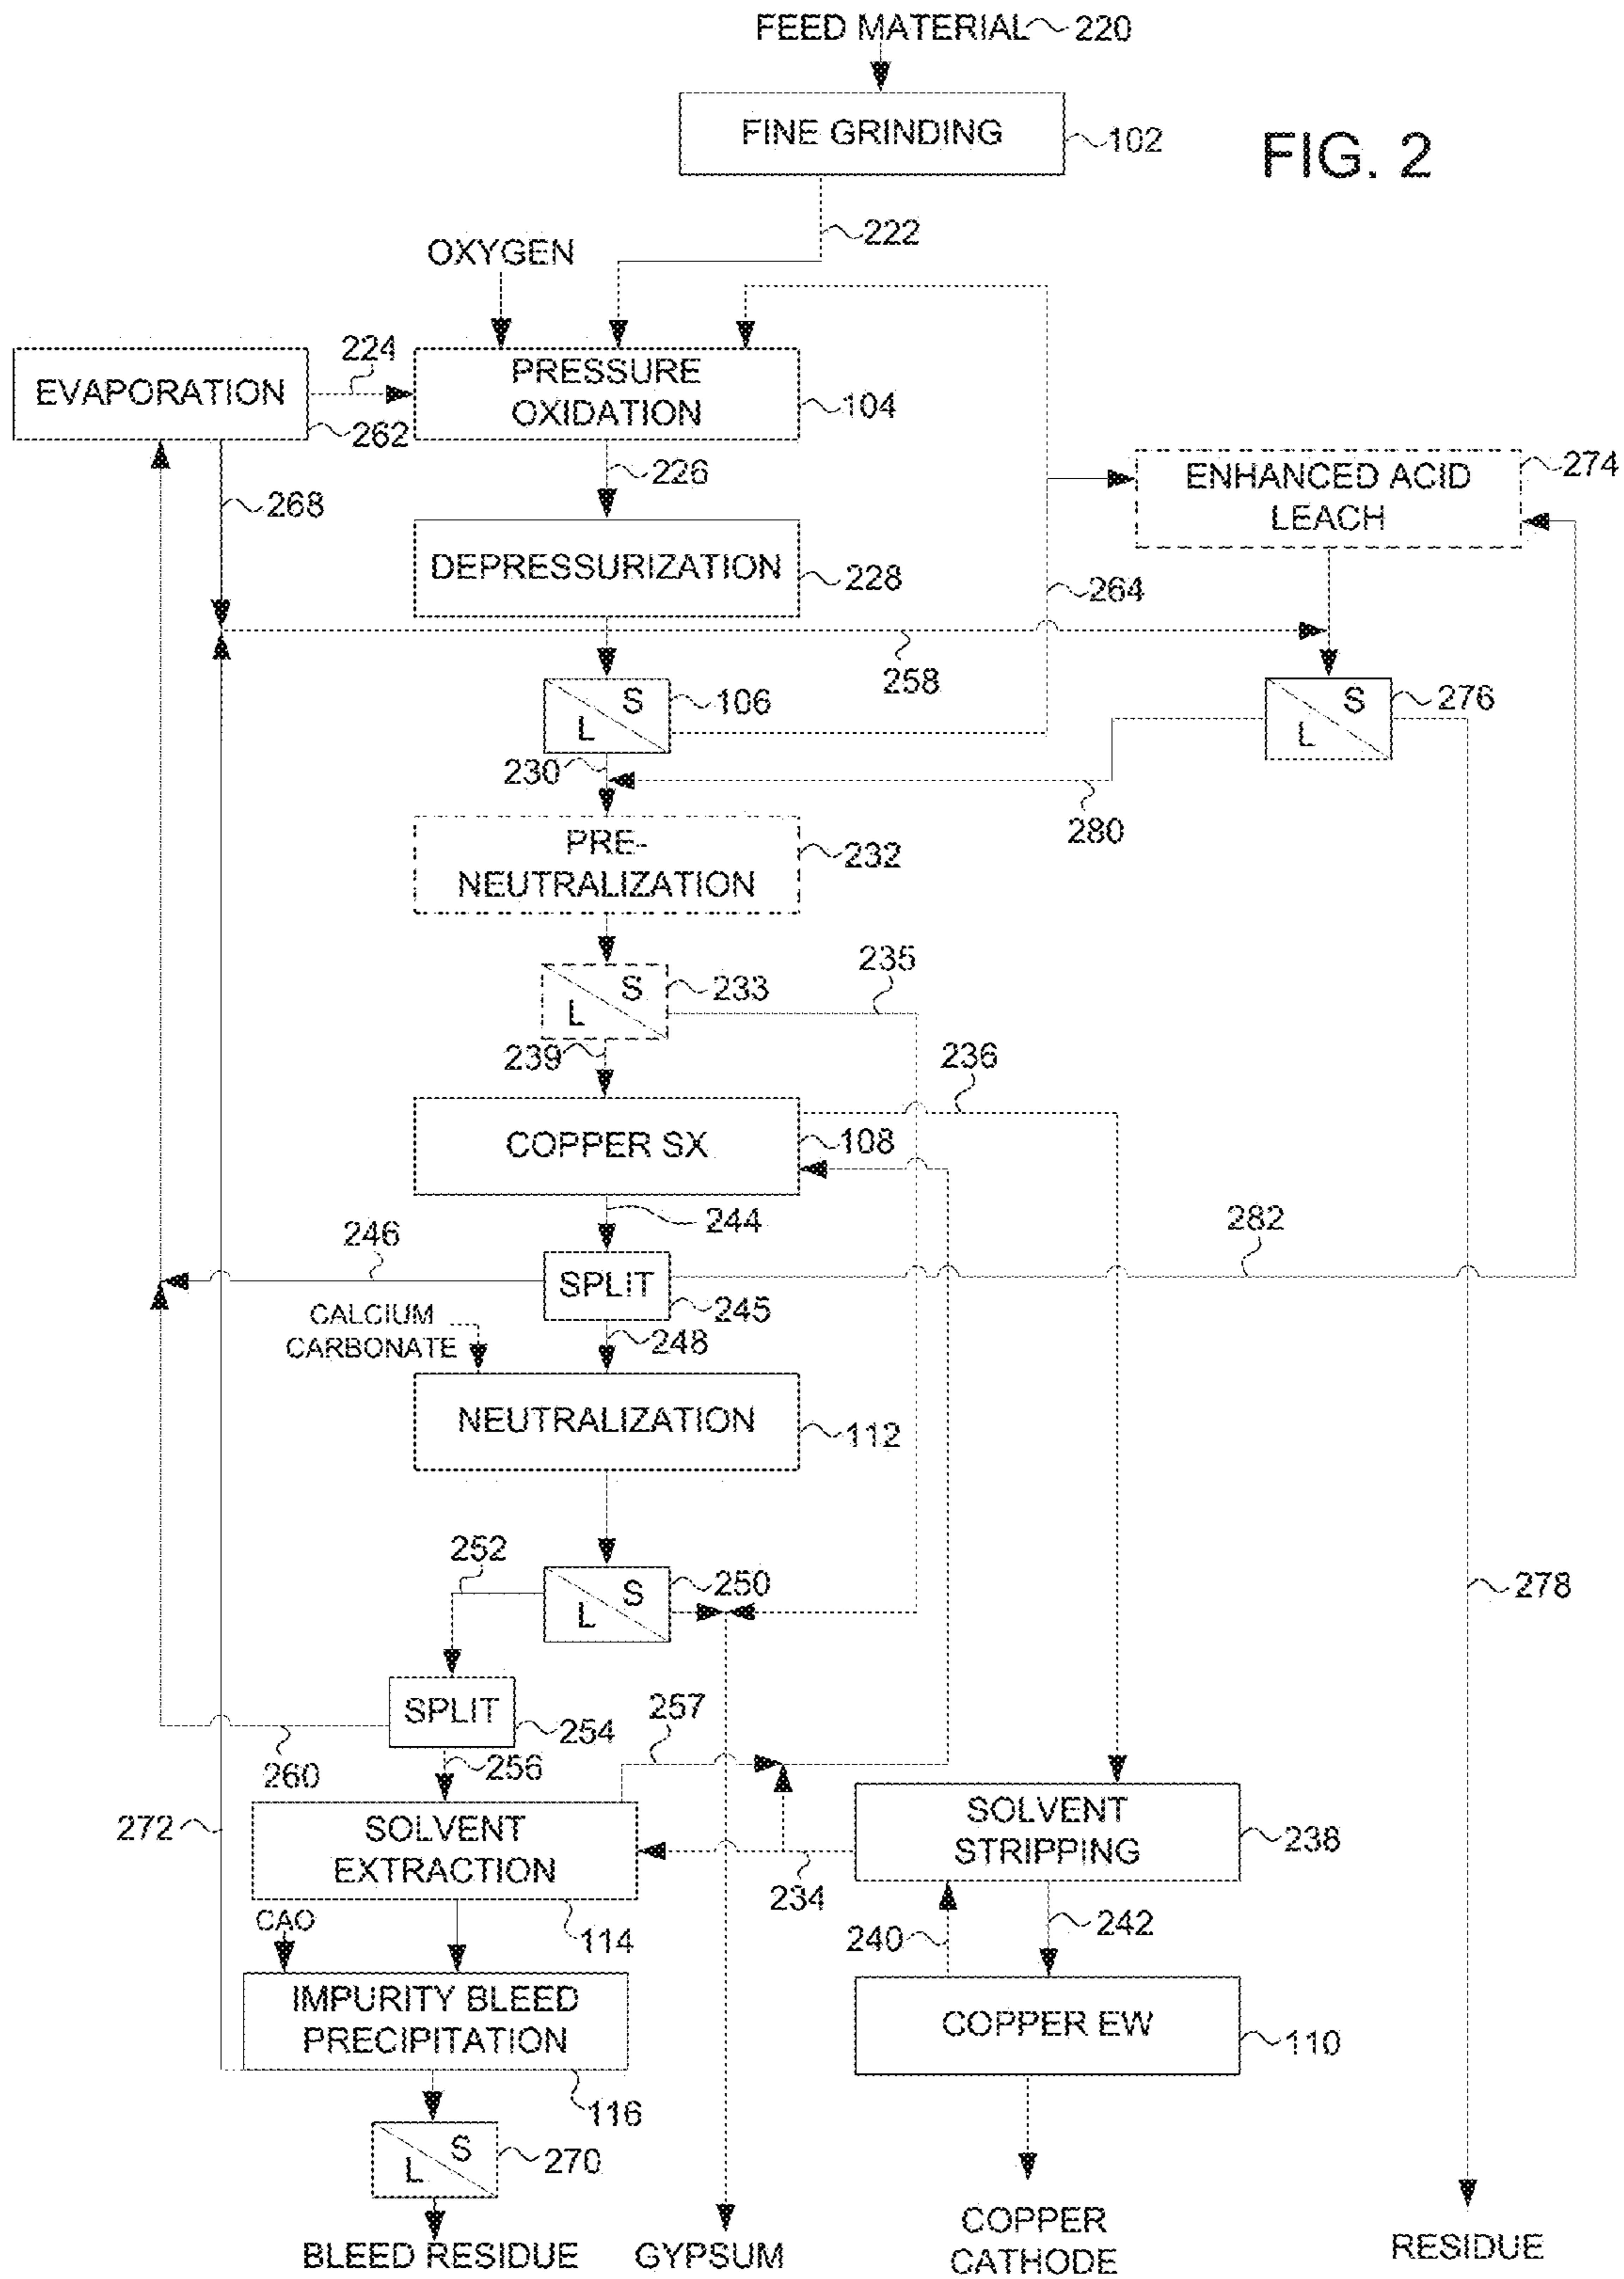 FEED MATERIAL 220
FINE GRINDING
102
FIG. 2
222
OXYGEN
224
EVAPORATION
262
PRESSURE
OXIDATION
104
226
268
ENHANCED ACID
LEACH
274
DEPRESSURIZATION
228
264
258
S
L
106
S
L
276
230
280
PRE-
NEUTRALIZATION
232
235
S
L
233
239
236
COPPER SX
108
244
246
282
SPLIT
245
CALCIUM
CARBONATE
248
NEUTRALIZATION
112
252
S
L
250
278
SPLIT
254
257
260
256
272
SOLVENT
EXTRACTION
114
SOLVENT
STRIPPING
238
234
CAO
240
242
IMPURITY BLEED
PRECIPITATION
116
COPPER EW
110
S
L
270
BLEED RESIDUE
GYPSUM
COPPER
CATHODE
RESIDUE